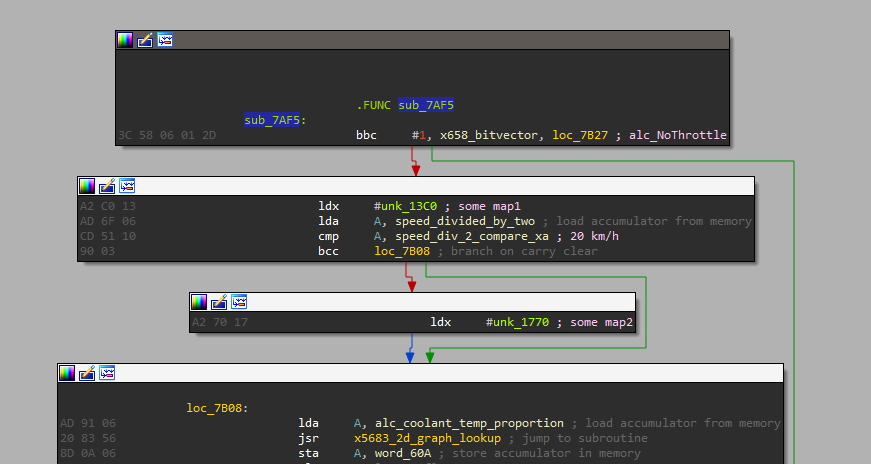 .FUNC sub_7AF5
sub_7AF5:
3C 58 06 01 2D bbc #1, x658_bitvector, loc_7B27 ; alc_NoThrottle
A2 C0 13 ldx #unk_13C0 ; some map1
AD 6F 06 lda A, speed_divided_by_two ; load accumulator from memory
CD 51 10 cmp A, speed_div_2_compare_xa ; 20 km/h
90 03 bcc loc_7B08 ; branch on carry clear
A2 70 17 ldx #unk_1770 ; some map2
loc_7B08:
AD 91 06 lda A, alc_coolant_temp_proportion ; load accumulator from memory
20 83 56 jsr x5683_2d_graph_lookup ; jump to subroutine
8D 0A 06 sta A, word_60A ; store accumulator in memory